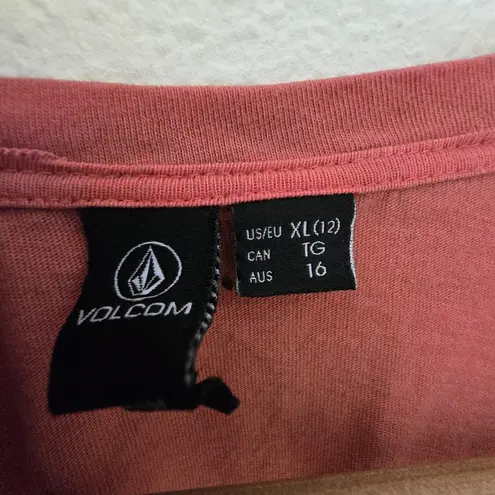 VOLCOM
US/EU XL(12)
CAN TG
AUS 16